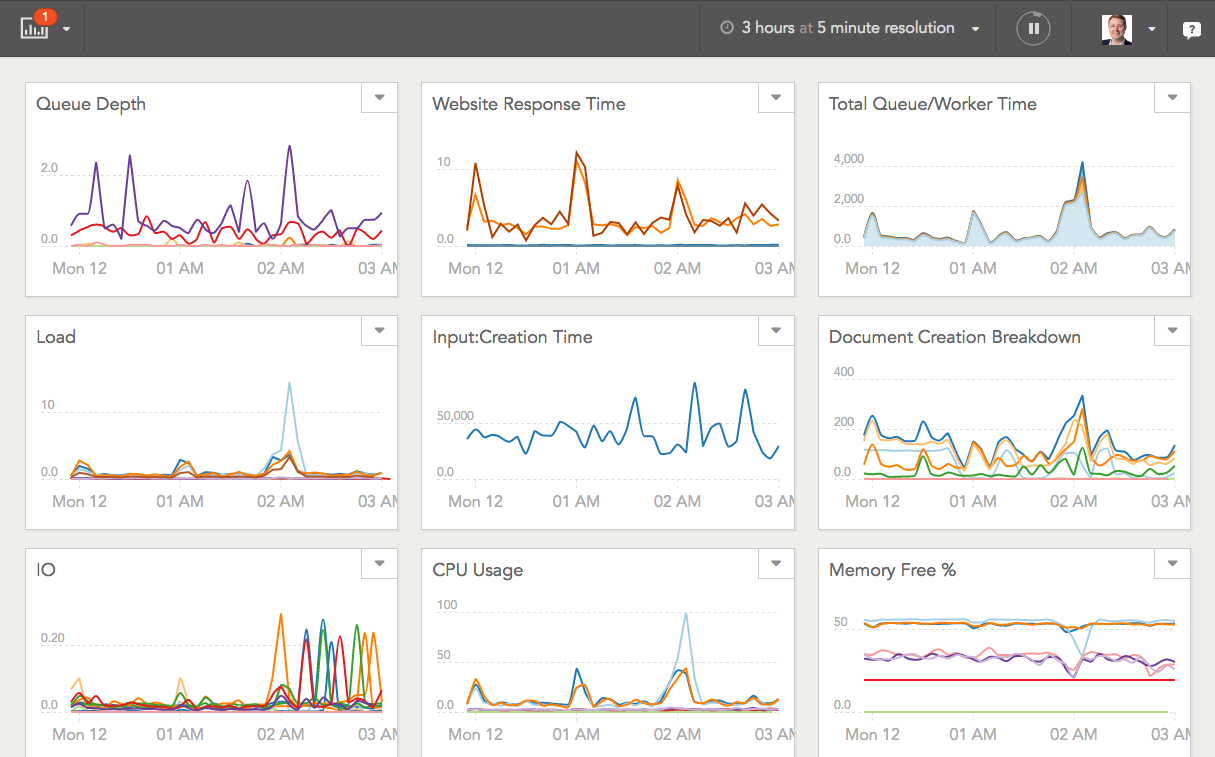 1
3 hours at 5 minute resolution
?
Queue Depth
2.0
0.0
Mon 12 01 AM 02 AM 03 AM
Website Response Time
10
0.0
Mon 12 01 AM 02 AM 03 AM
Total Queue/Worker Time
4,000
2,000
0.0
Mon 12 01 AM 02 AM 03 AM
Load
10
0.0
Mon 12 01 AM 02 AM 03 AM
Input:Creation Time
50,000
0.0
Mon 12 01 AM 02 AM 03 AM
Document Creation Breakdown
400
200
0.0
Mon 12 01 AM 02 AM 03 AM
IO
0.20
0.0
Mon 12 01 AM 02 AM 03 AM
CPU Usage
100
50
0.0
Mon 12 01 AM 02 AM 03 AM
Memory Free %
50
0.0
Mon 12 01 AM 02 AM 03 AM